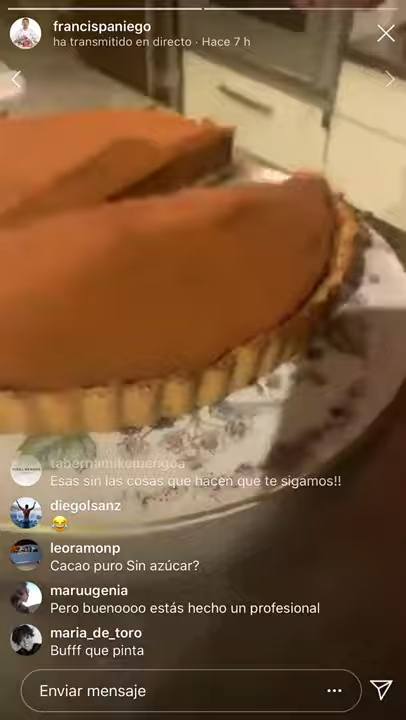 francispaniego
ha transmitido en directo · Hace 7 h
tabernamikelmengoa
Esas sin las cosas que hacen que te sigamos!!
diegolsanz
😂
leoramonp
Cacao puro Sin azúcar?
maruugenia
Pero buenoooo estás hecho un profesional
maria_de_toro
Bufff que pinta
Enviar mensaje